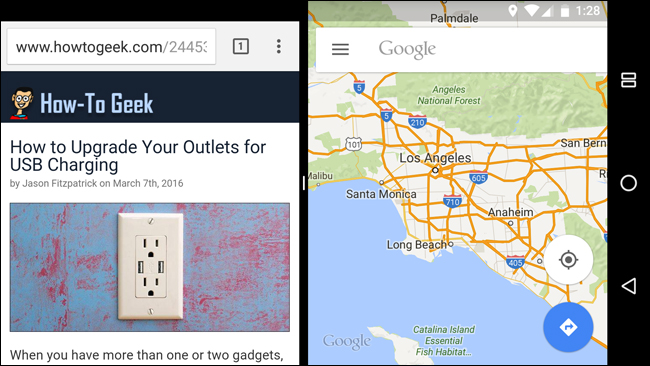 www.howtogeek.com/24453
1
How-To Geek
How to Upgrade Your Outlets for
USB Charging
by Jason Fitzpatrick on March 7th, 2016
When you have more than one or two gadgets,
1:28
Palmdale
Google
5
Angeles
National Forest
5
210
101
San Bern
Los Angeles
Malibu
605
Santa Monica
710
Anaheim
Long Beach
405
Catalina Island
Essential
Fish Habitat...
Google